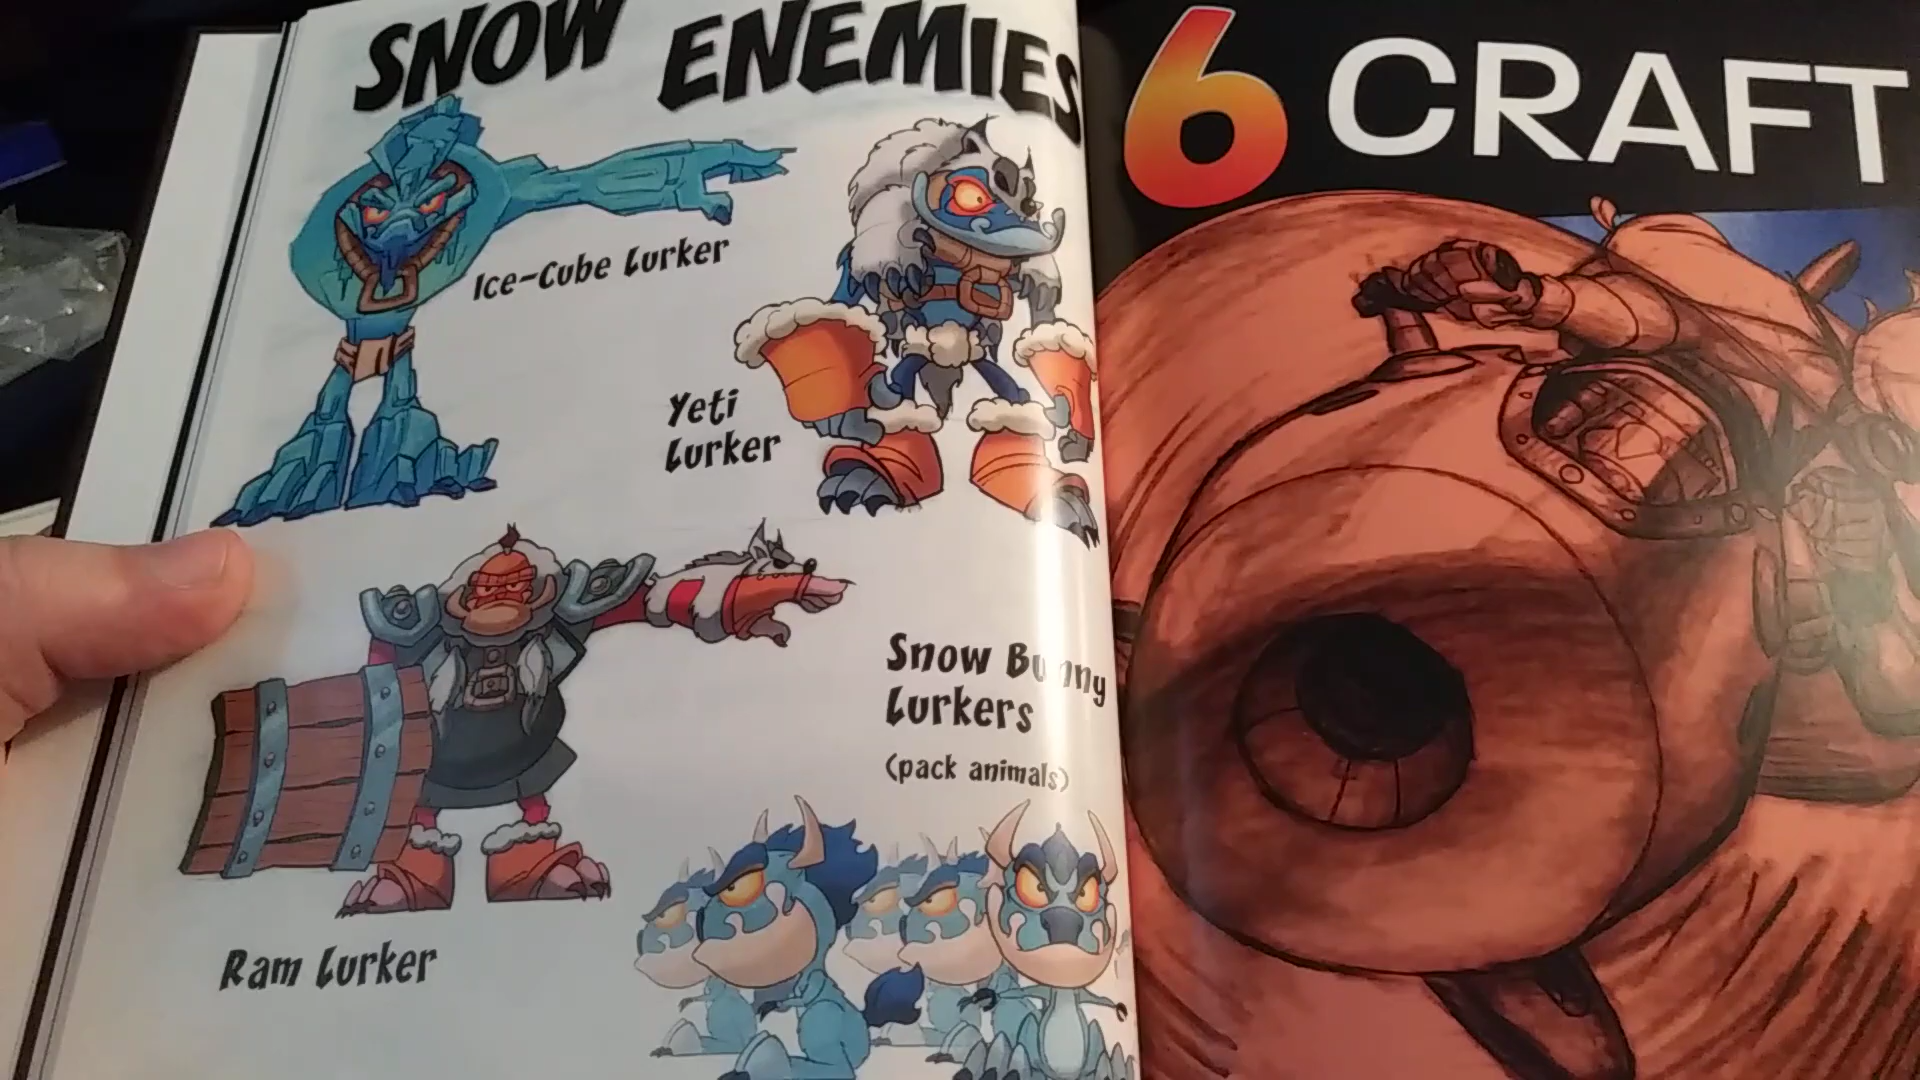 SNOW ENEMIES
Ice-Cube Lurker
Yeti
Lurker
Snow Bunny
Lurkers
(pack animals)
Ram Lurker
6 CRAFT